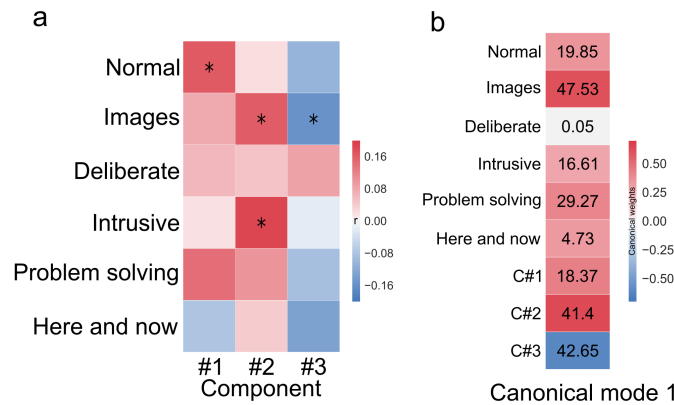 a
Normal
Images
Deliberate
Intrusive
Problem solving
Here and now
*
* *
*
#1 #2 #3
Component
0.16
0.08
0.00
−0.08
−0.16
r
b
Normal 19.85
Images 47.53
Deliberate 0.05
Intrusive 16.61
Problem solving 29.27
Here and now 4.73
C#1 18.37
C#2 41.4
C#3 42.65
Canonical mode 1
0.50
0.25
0.00
−0.25
−0.50
Canonical weights